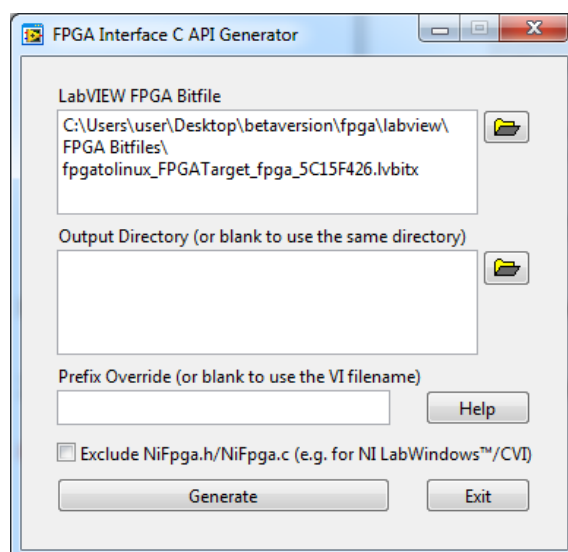 FPGA Interface C API Generator
LabVIEW FPGA Bitfile
C:\Users\user\Desktop\betaversion\fpga\labview\
FPGA Bitfiles\
fpgatolinux_FPGATarget_fpga_5C15F426.lvbitx
Output Directory (or blank to use the same directory)
Prefix Override (or blank to use the VI filename)
Help
Exclude NiFpga.h/NiFpga.c (e.g. for NI LabWindows™/CVI)
Generate Exit